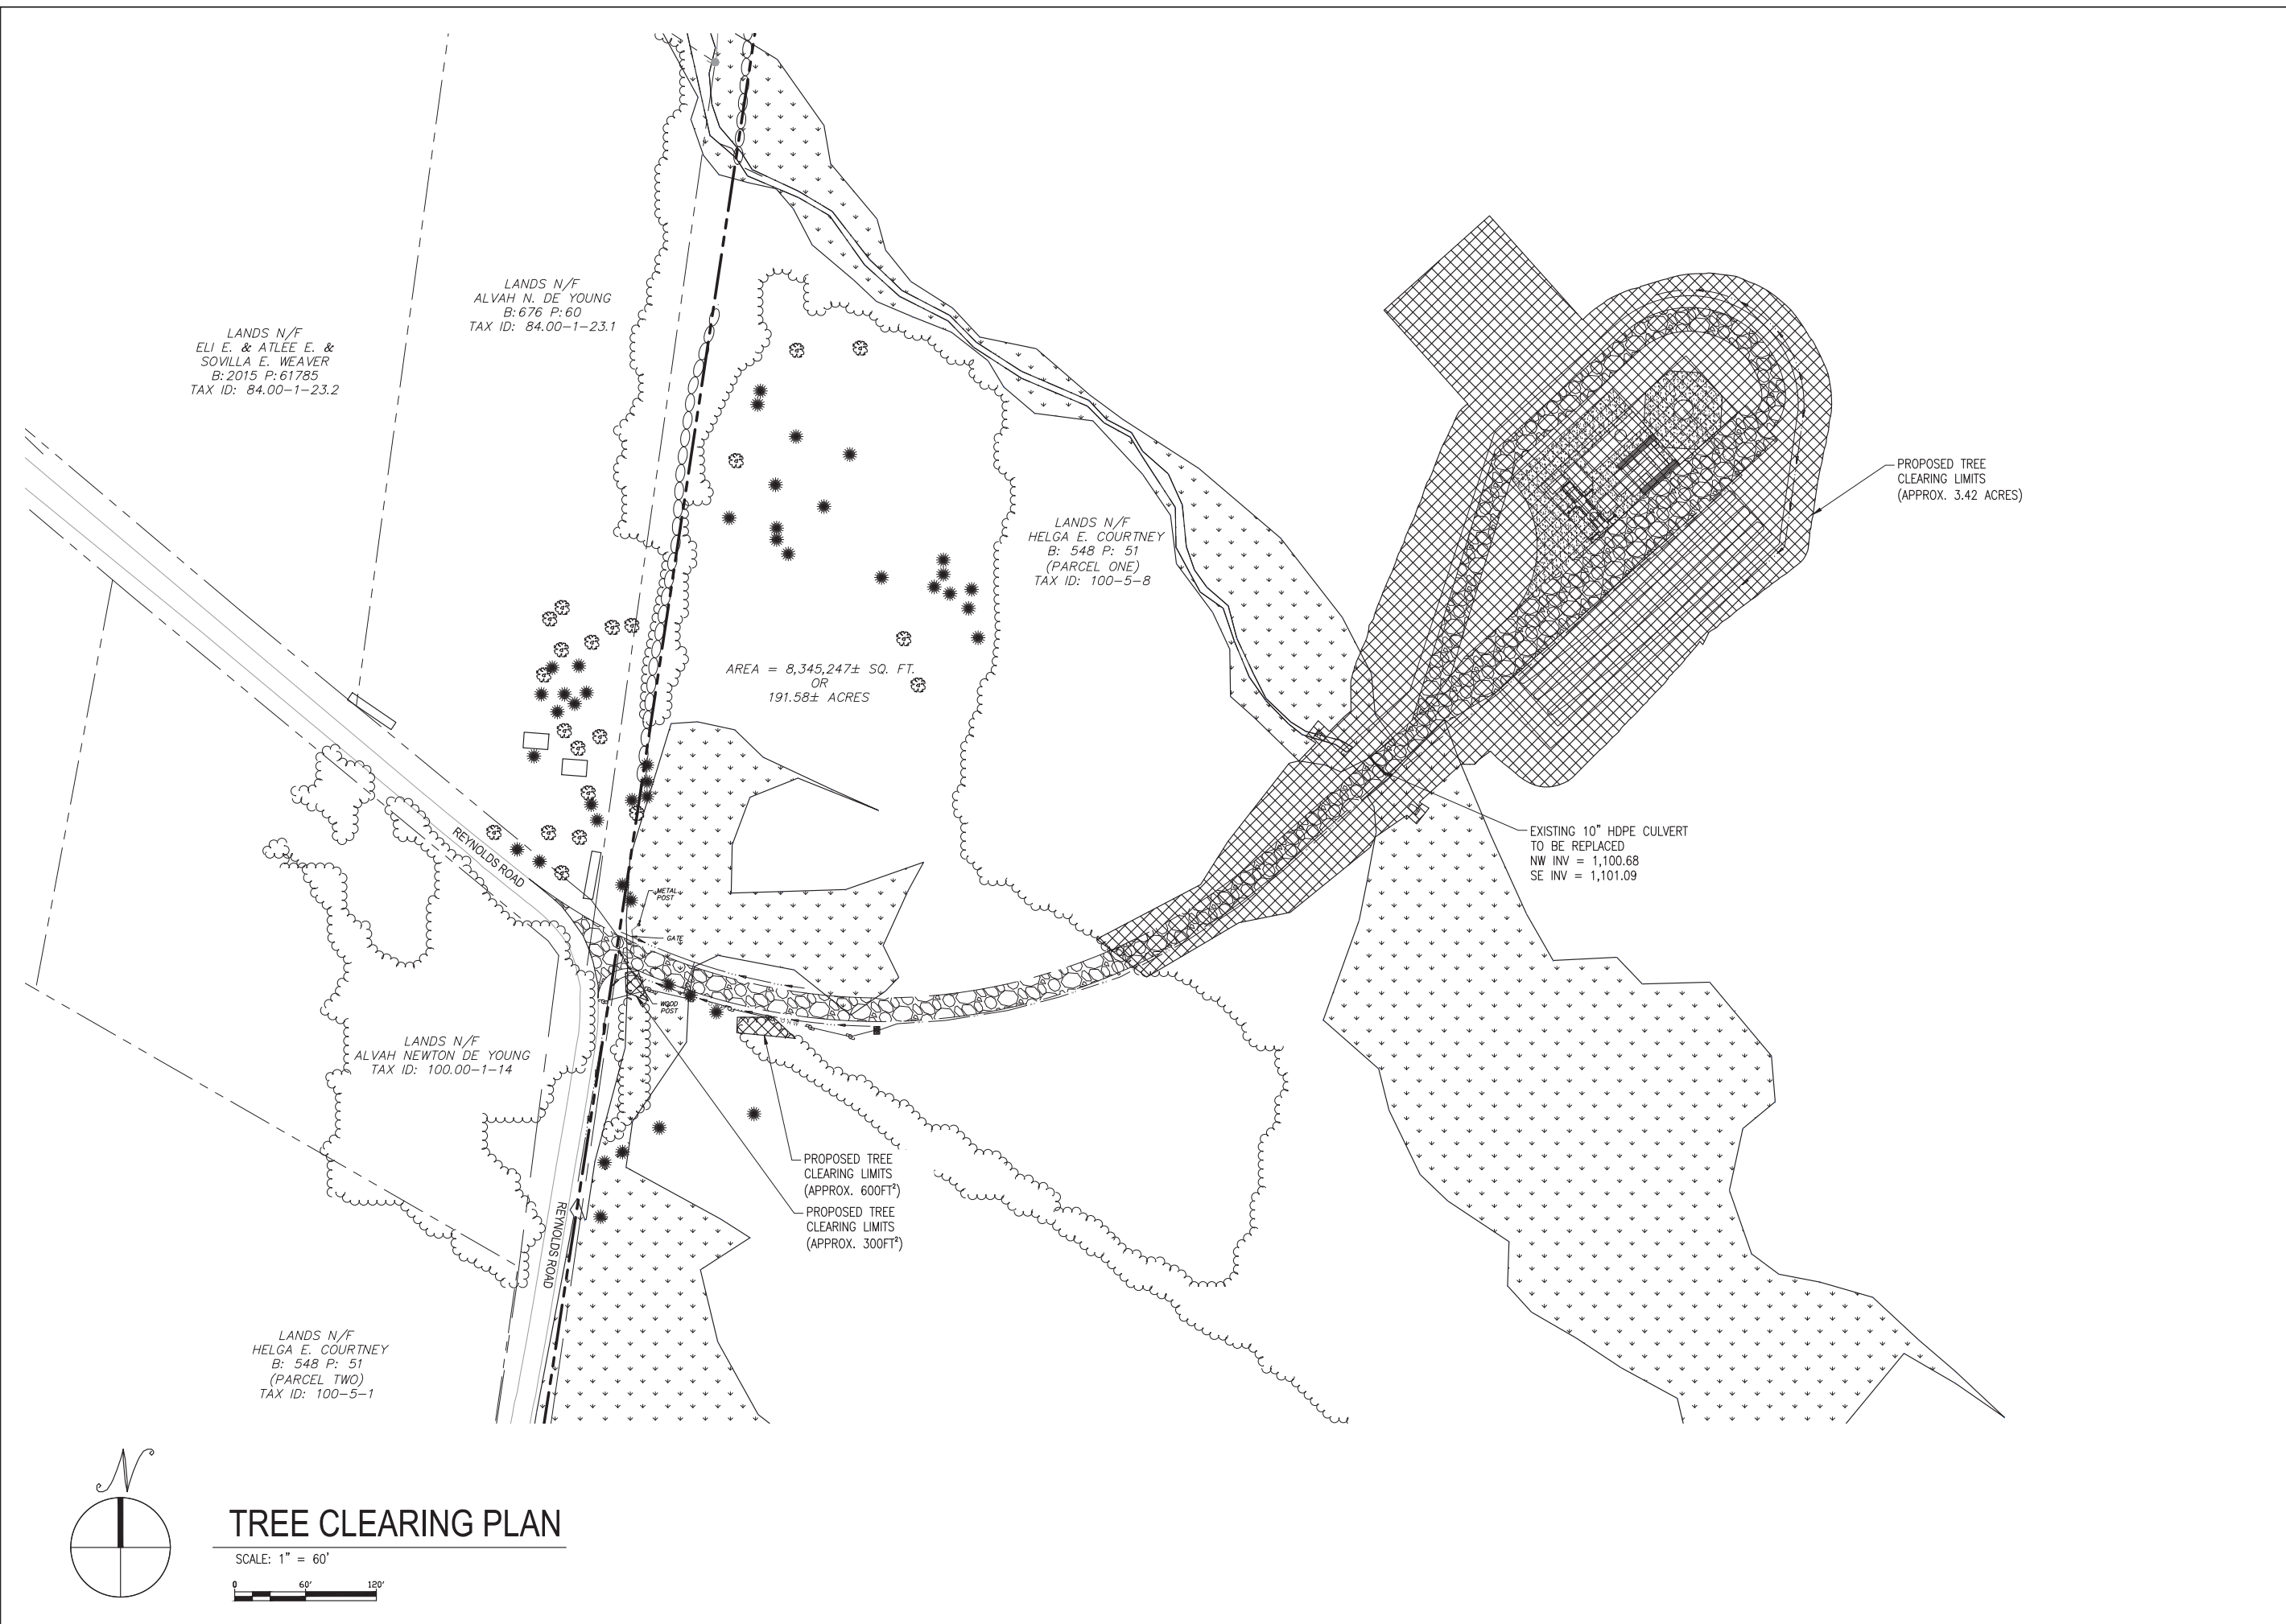 LANDS N/F
ALVAH N. DE YOUNG
B:676 P:60
TAX ID: 84.00-1-23.1
LANDS N/F
ELI E. & ATLEE E. &
SOVILLA E. WEAVER
B:2015 P:61785
TAX ID: 84.00-1-23.2
PROPOSED TREE
CLEARING LIMITS
(APPROX. 3.42 ACRES)
LANDS N/F
HELGA E. COURTNEY
B: 548 P: 51
(PARCEL ONE)
TAX ID: 100-5-8
AREA = 8,345,247± SQ. FT.
OR
191.58± ACRES
REYNOLDS ROAD
EXISTING 10" HDPE CULVERT
TO BE REPLACED
NW INV = 1,100.68
SE INV = 1,101.09
METAL
POST
GATE
WOOD
POST
LANDS N/F
ALVAH NEWTON DE YOUNG
TAX ID: 100.00-1-14
PROPOSED TREE
CLEARING LIMITS
(APPROX. 600FT²)
PROPOSED TREE
CLEARING LIMITS
(APPROX. 300FT²)
REYNOLDS ROAD
LANDS N/F
HELGA E. COURTNEY
B: 548 P: 51
(PARCEL TWO)
TAX ID: 100-5-1
N
TREE CLEARING PLAN
SCALE: 1" = 60'
0 60' 120'